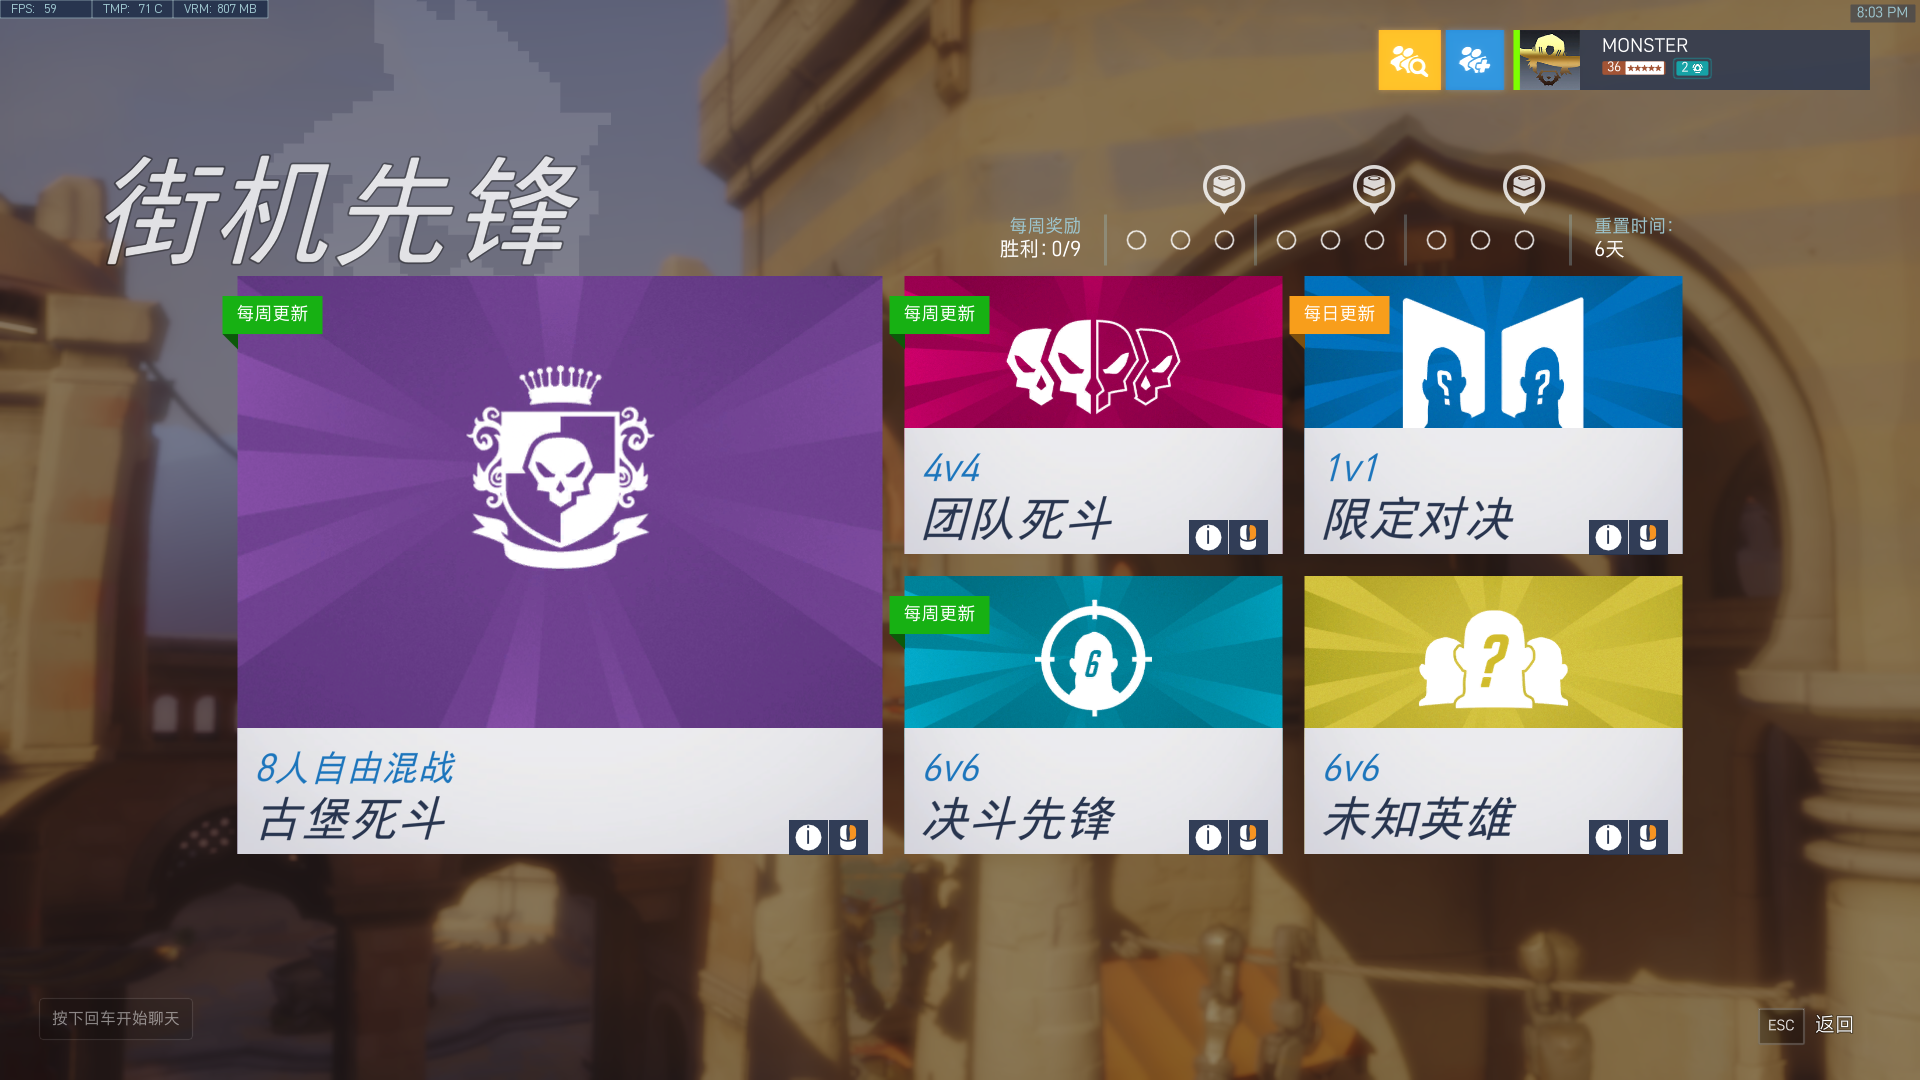 FPS: 59 TMP: 71 C VRM: 807 MB
8:03 PM
MONSTER
36 ★★★★★ 2
街机先锋
每周奖励
胜利: 0/9
重置时间:
6天
每周更新
8人自由混战
古堡死斗
每周更新
4v4
团队死斗
每日更新
? ?
1v1
限定对决
每周更新
6
6v6
决斗先锋
?
6v6
未知英雄
按下回车开始聊天
ESC 返回